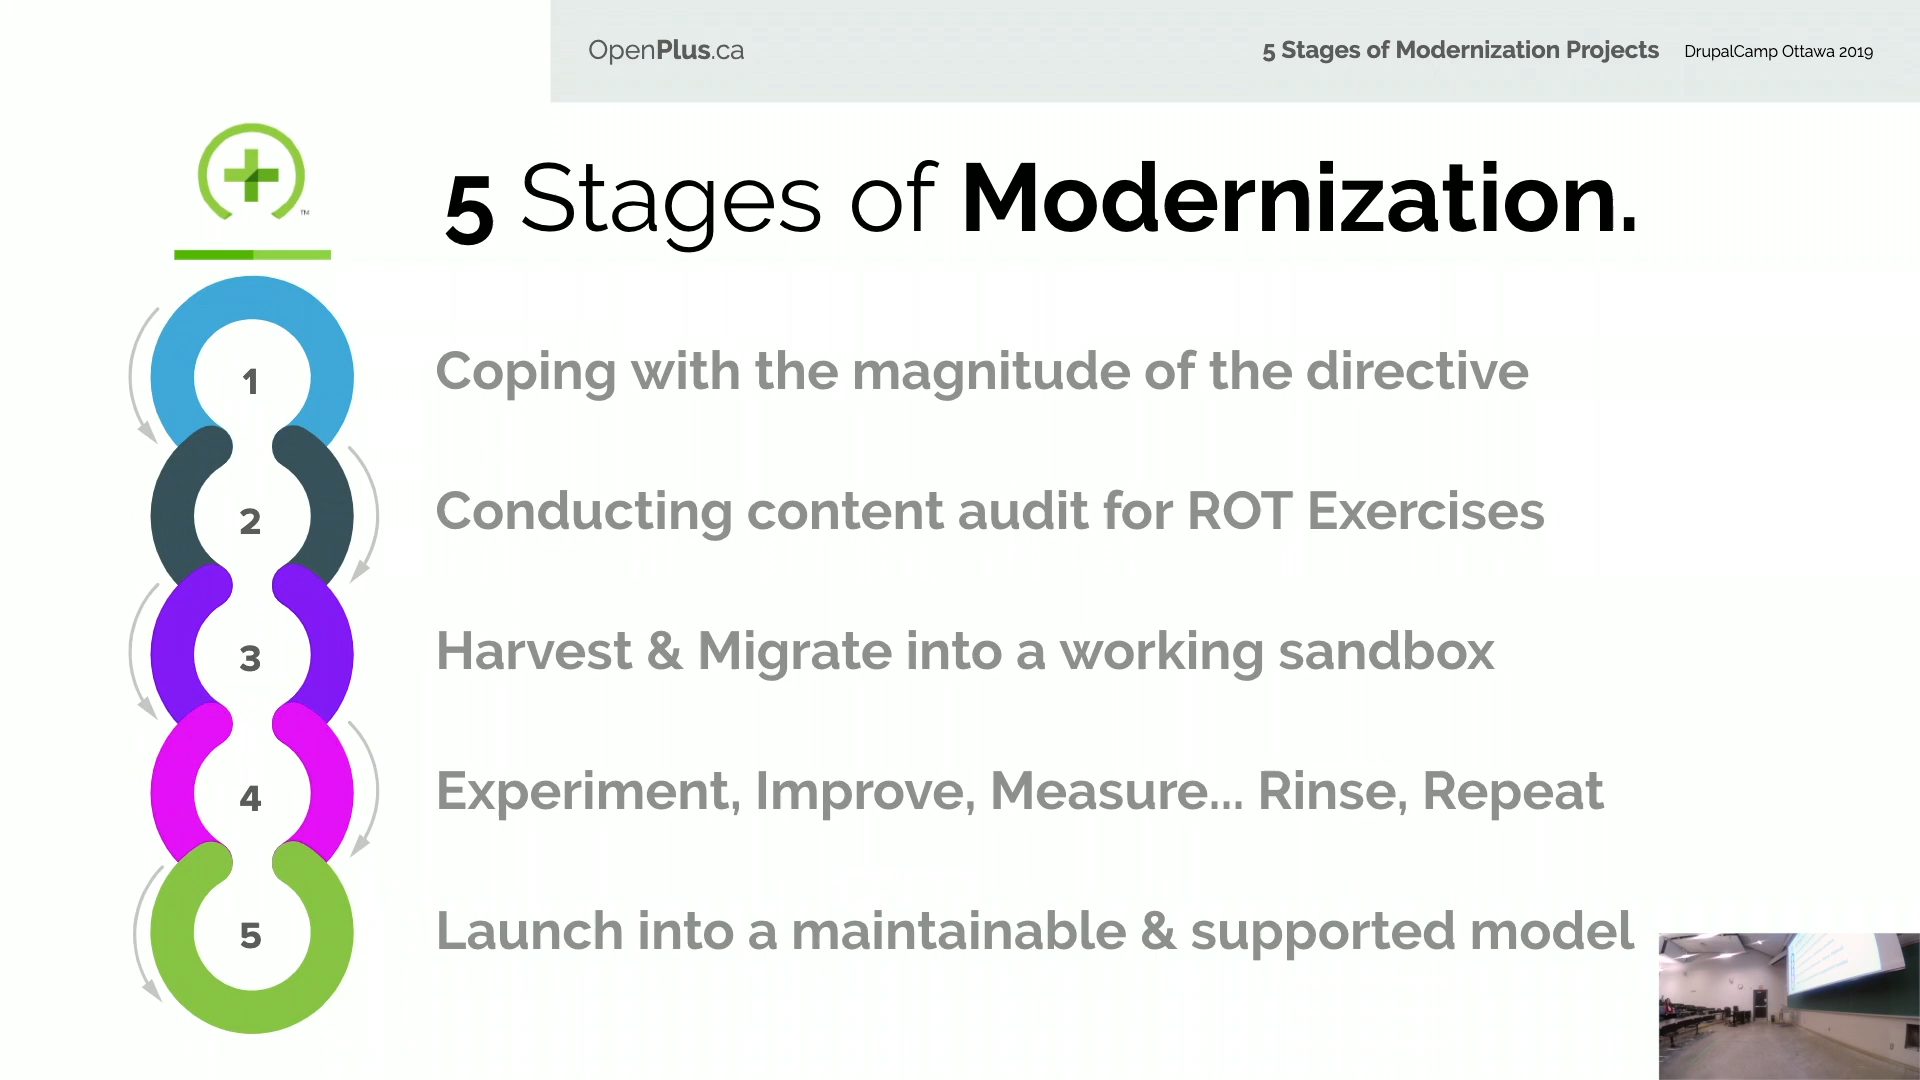 OpenPlus.ca
5 Stages of Modernization Projects DrupalCamp Ottawa 2019
TM
5 Stages of Modernization.
1 Coping with the magnitude of the directive
2 Conducting content audit for ROT Exercises
3 Harvest & Migrate into a working sandbox
4 Experiment, Improve, Measure... Rinse, Repeat
5 Launch into a maintainable & supported model